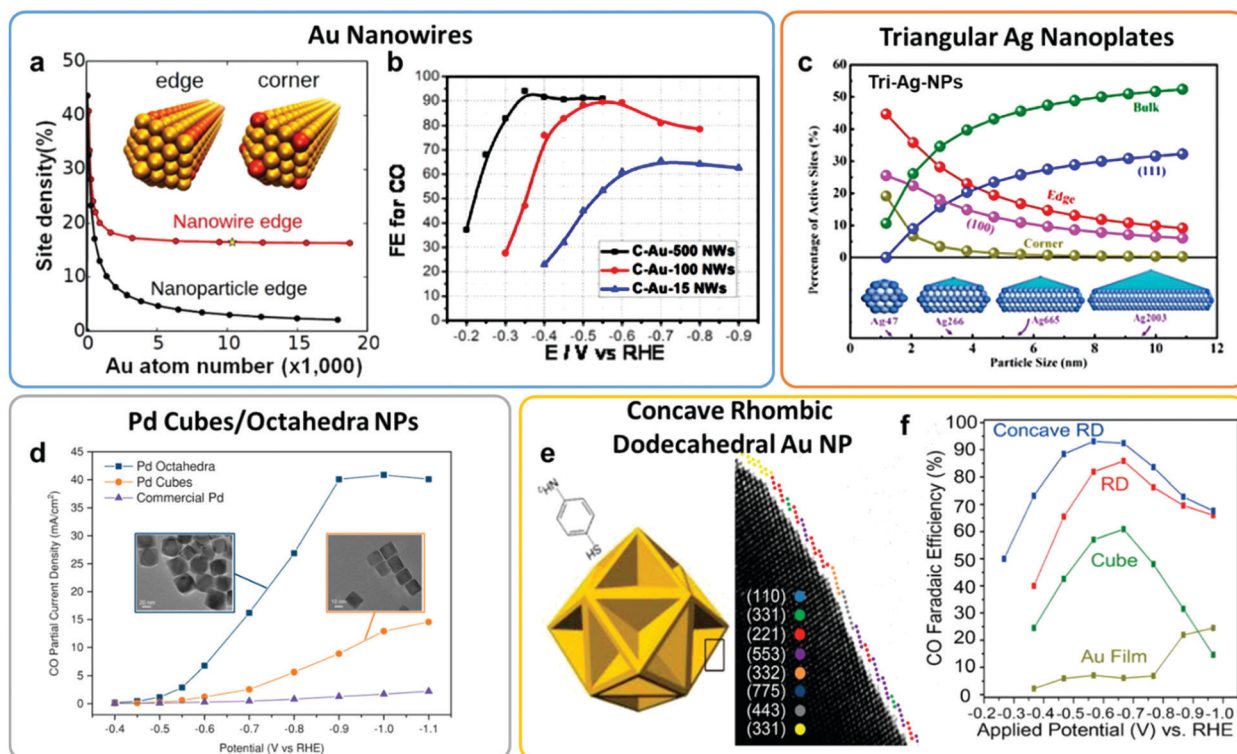 Au Nanowires
a
edge
corner
Site density(%)
50
40
30
20
10
0
Nanowire edge
Nanoparticle edge
0
5
10
15
20
Au atom number (x1,000)
b
FE for CO
100
90
80
70
60
50
40
30
20
10
0
C-Au-500 NWs
C-Au-100 NWs
C-Au-15 NWs
-0.2 -0.3 -0.4 -0.5 -0.6 -0.7 -0.8 -0.9
E / V vs RHE
Triangular Ag Nanoplates
c
Tri-Ag-NPs
Percentage of Active Sites (%)
60
50
40
30
20
10
0
Bulk
(111)
Edge
(100)
Corner
Ag47
Ag266
Ag665
Ag2003
0 2 4 6 8 10 12
Particle Size (nm)
Pd Cubes/Octahedra NPs
d
Pd Octahedra
Pd Cubes
Commercial Pd
CO Partial Current Density (mA/cm²)
45
40
35
30
25
20
15
10
5
0
20 nm
10 nm
-0.4 -0.5 -0.6 -0.7 -0.8 -0.9 -1.0 -1.1
Potential (V vs RHE)
Concave Rhombic
Dodecahedral Au NP
e
H₂N
HS
(110)
(331)
(221)
(553)
(332)
(775)
(443)
(331)
f
CO Faradaic Efficiency (%)
100
90
80
70
60
50
40
30
20
10
0
Concave RD
RD
Cube
Au Film
-0.2 -0.3 -0.4 -0.5 -0.6 -0.7 -0.8 -0.9 -1.0
Applied Potential (V) vs. RHE